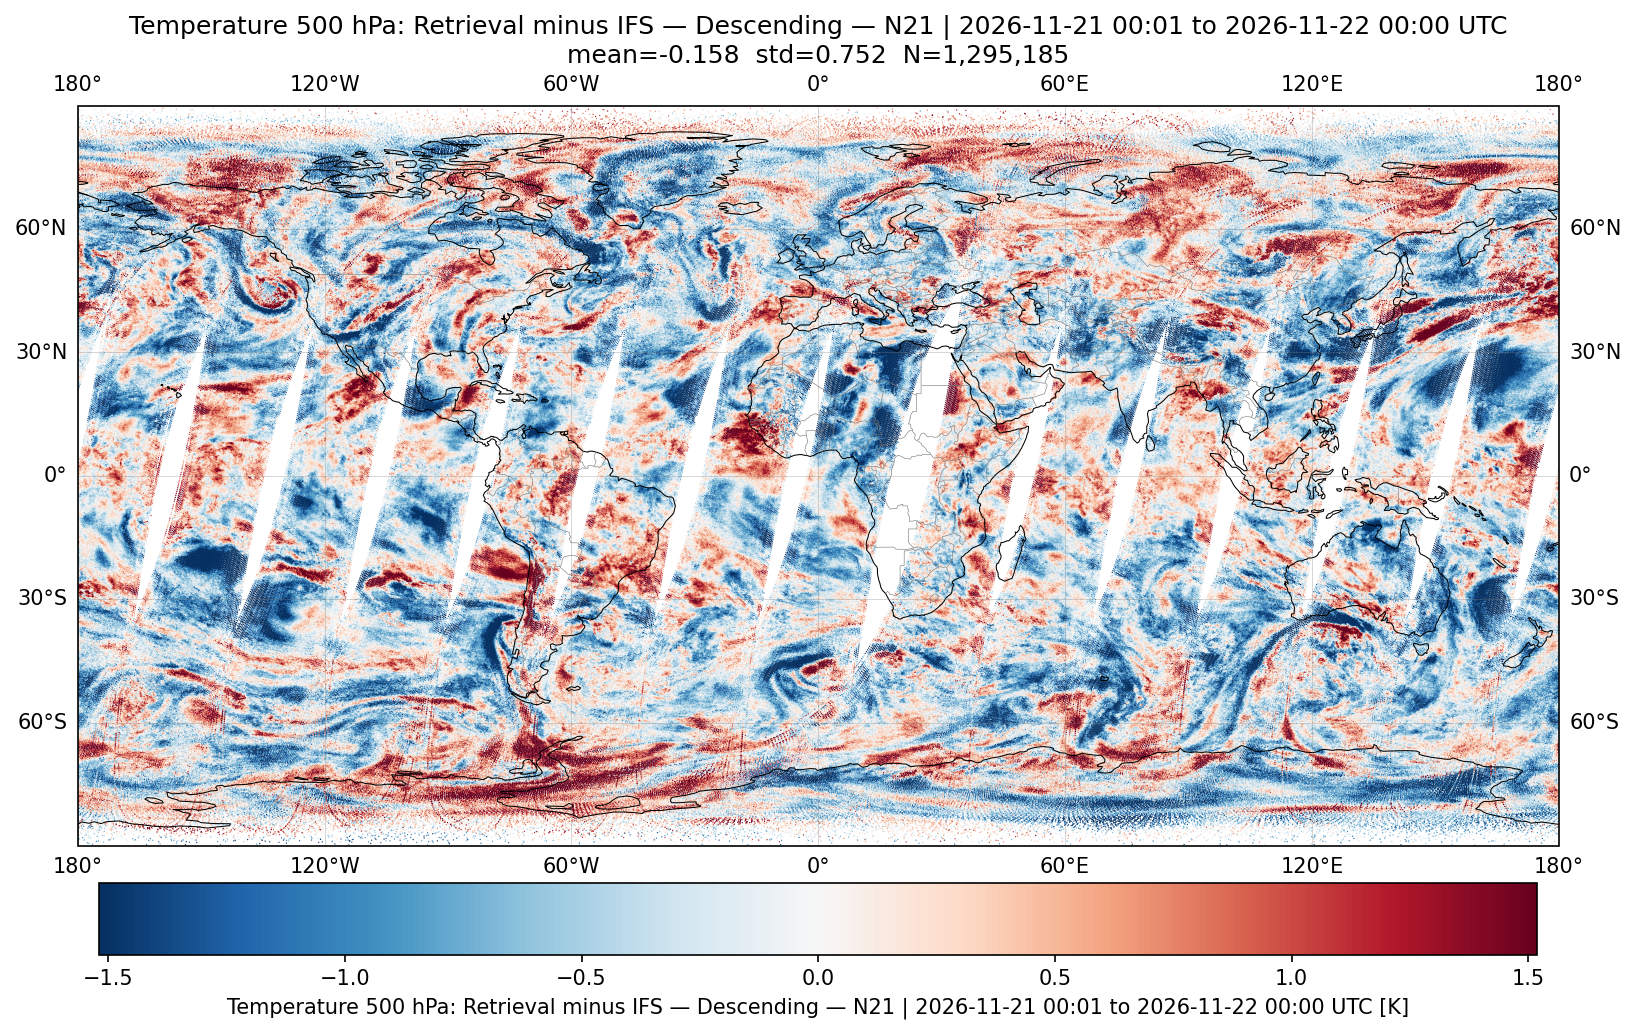 Temperature 500 hPa: Retrieval minus IFS — Descending — N21 | 2026-11-21 00:01 to 2026-11-22 00:00 UTC
mean=-0.158  std=0.752  N=1,295,185
180° 120°W 60°W 0° 60°E 120°E 180°
60°N 60°N
30°N 30°N
0° 0°
30°S 30°S
60°S 60°S
180° 120°W 60°W 0° 60°E 120°E 180°
−1.5 −1.0 −0.5 0.0 0.5 1.0 1.5
Temperature 500 hPa: Retrieval minus IFS — Descending — N21 | 2026-11-21 00:01 to 2026-11-22 00:00 UTC [K]